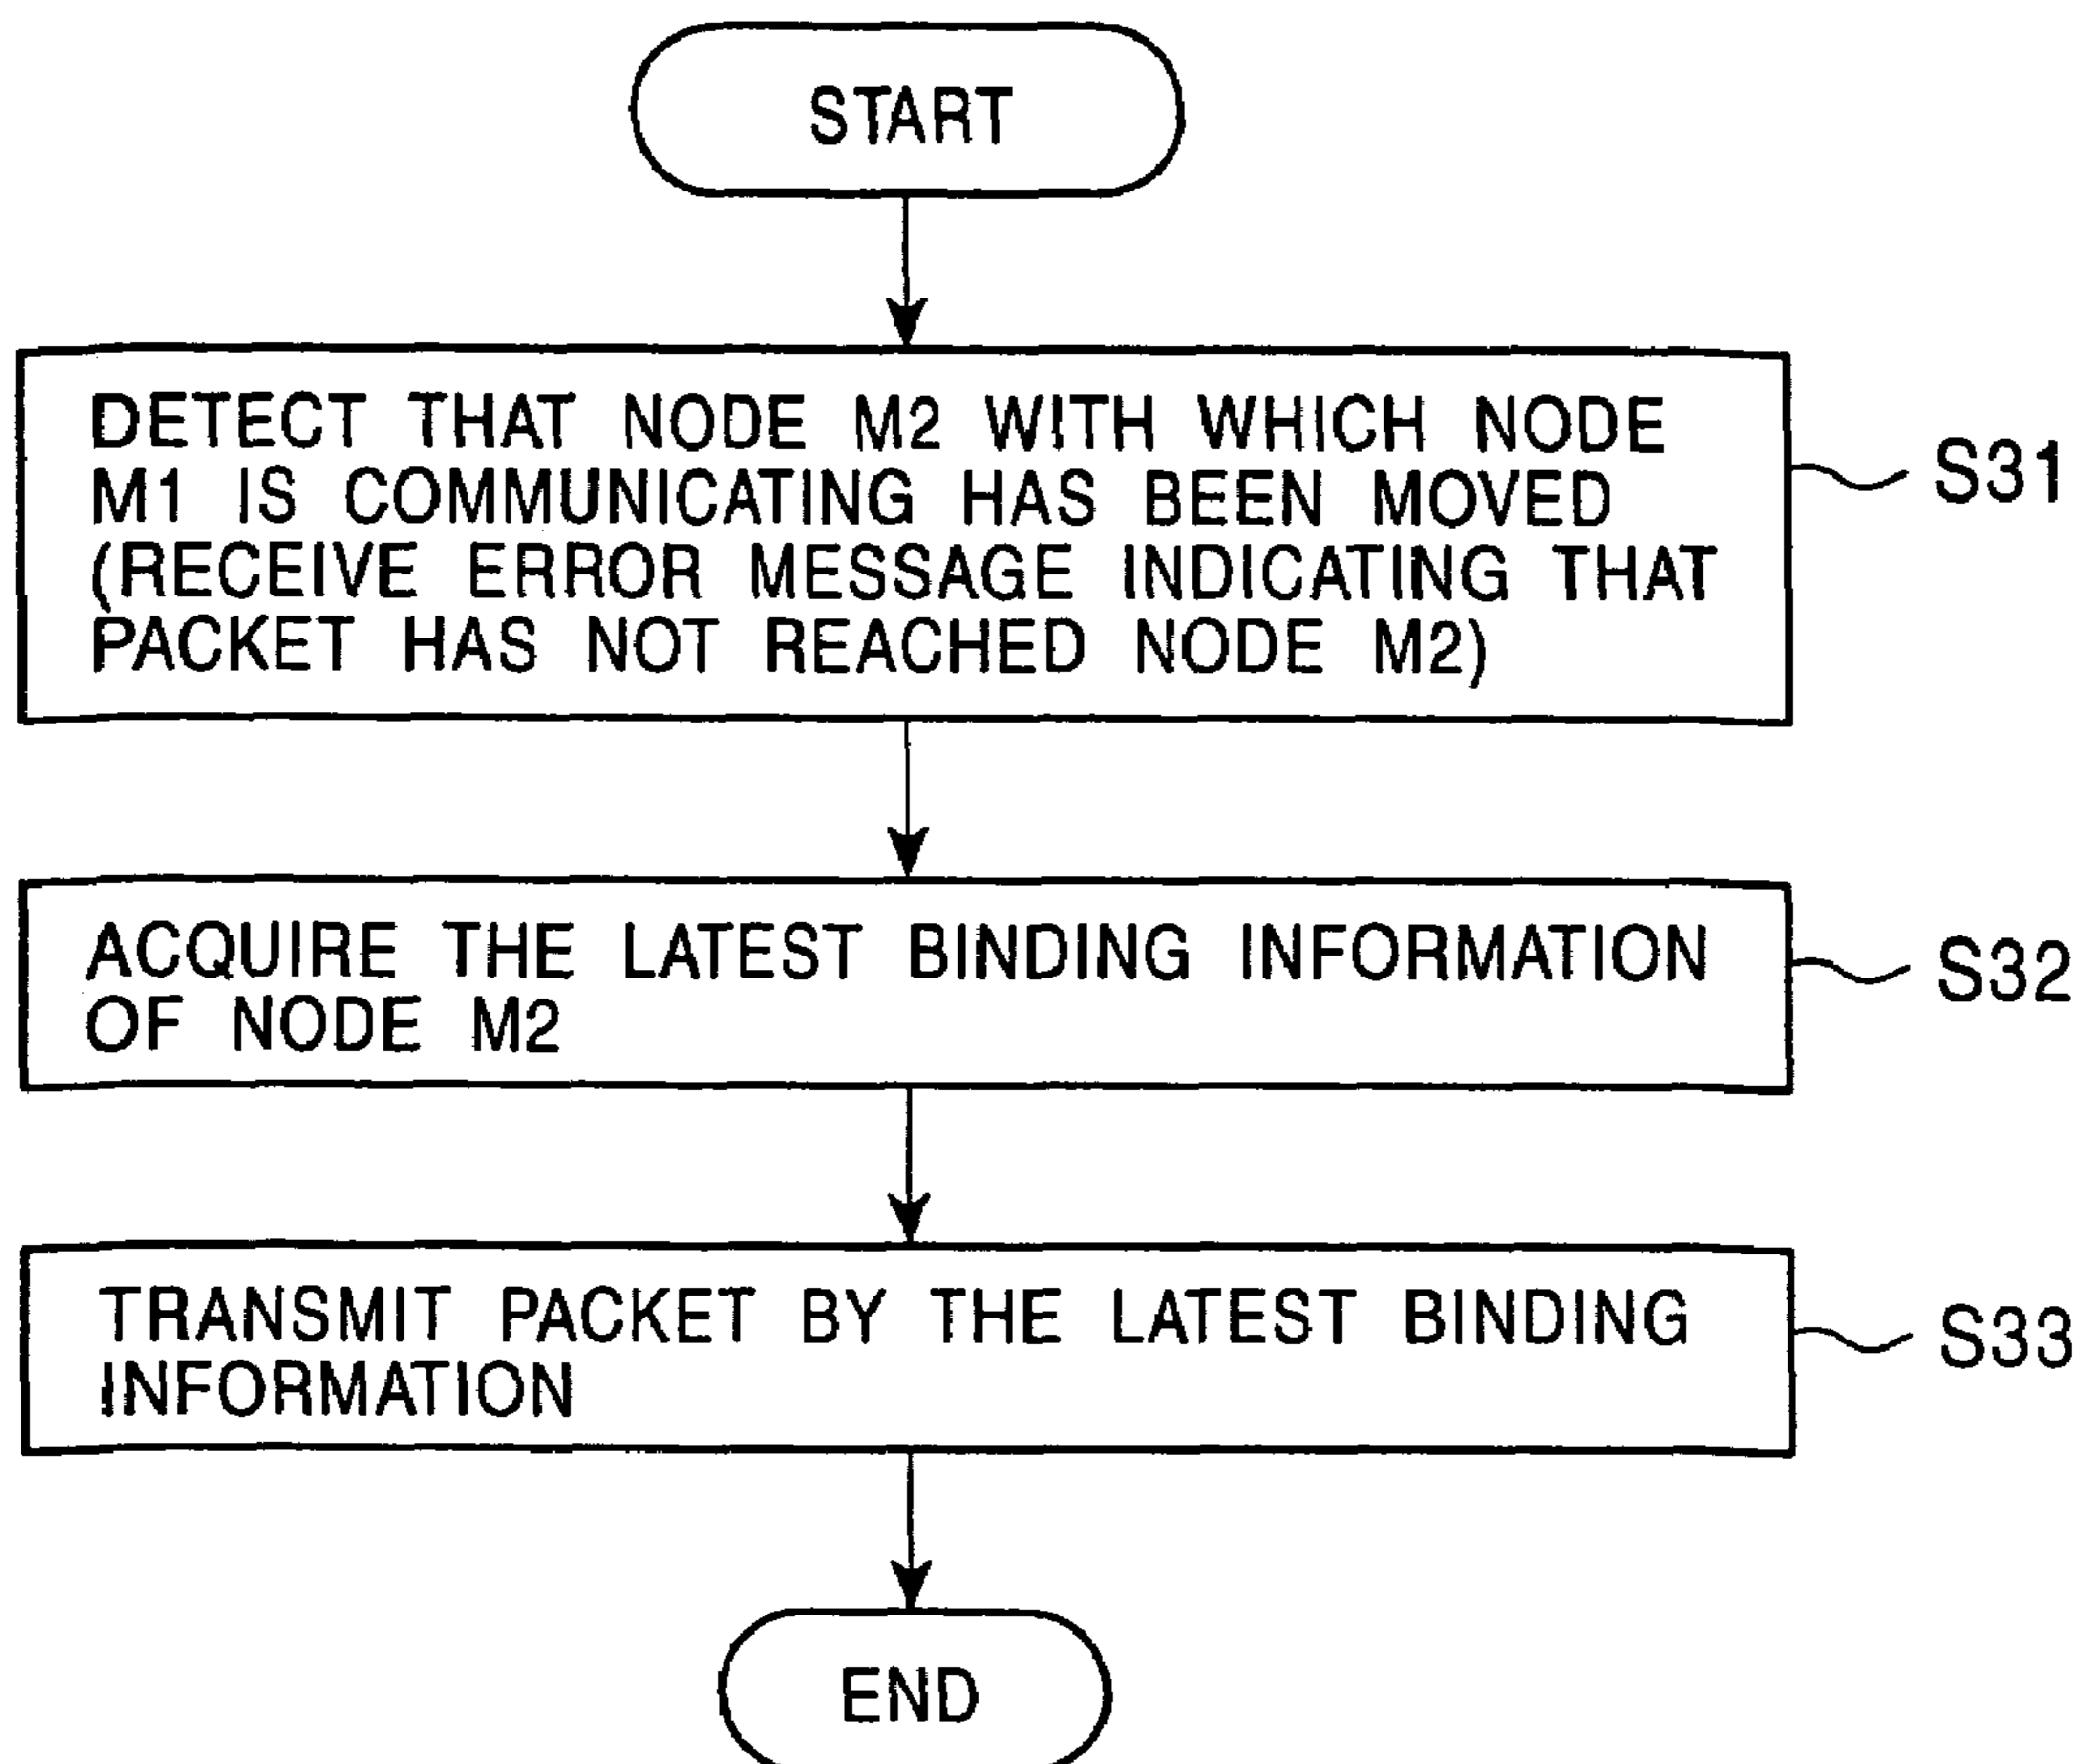 START
DETECT THAT NODE M2 WITH WHICH NODE
M1 IS COMMUNICATING HAS BEEN MOVED
(RECEIVE ERROR MESSAGE INDICATING THAT
PACKET HAS NOT REACHED NODE M2)
S31
ACQUIRE THE LATEST BINDING INFORMATION
OF NODE M2
S32
TRANSMIT PACKET BY THE LATEST BINDING
INFORMATION
S33
END